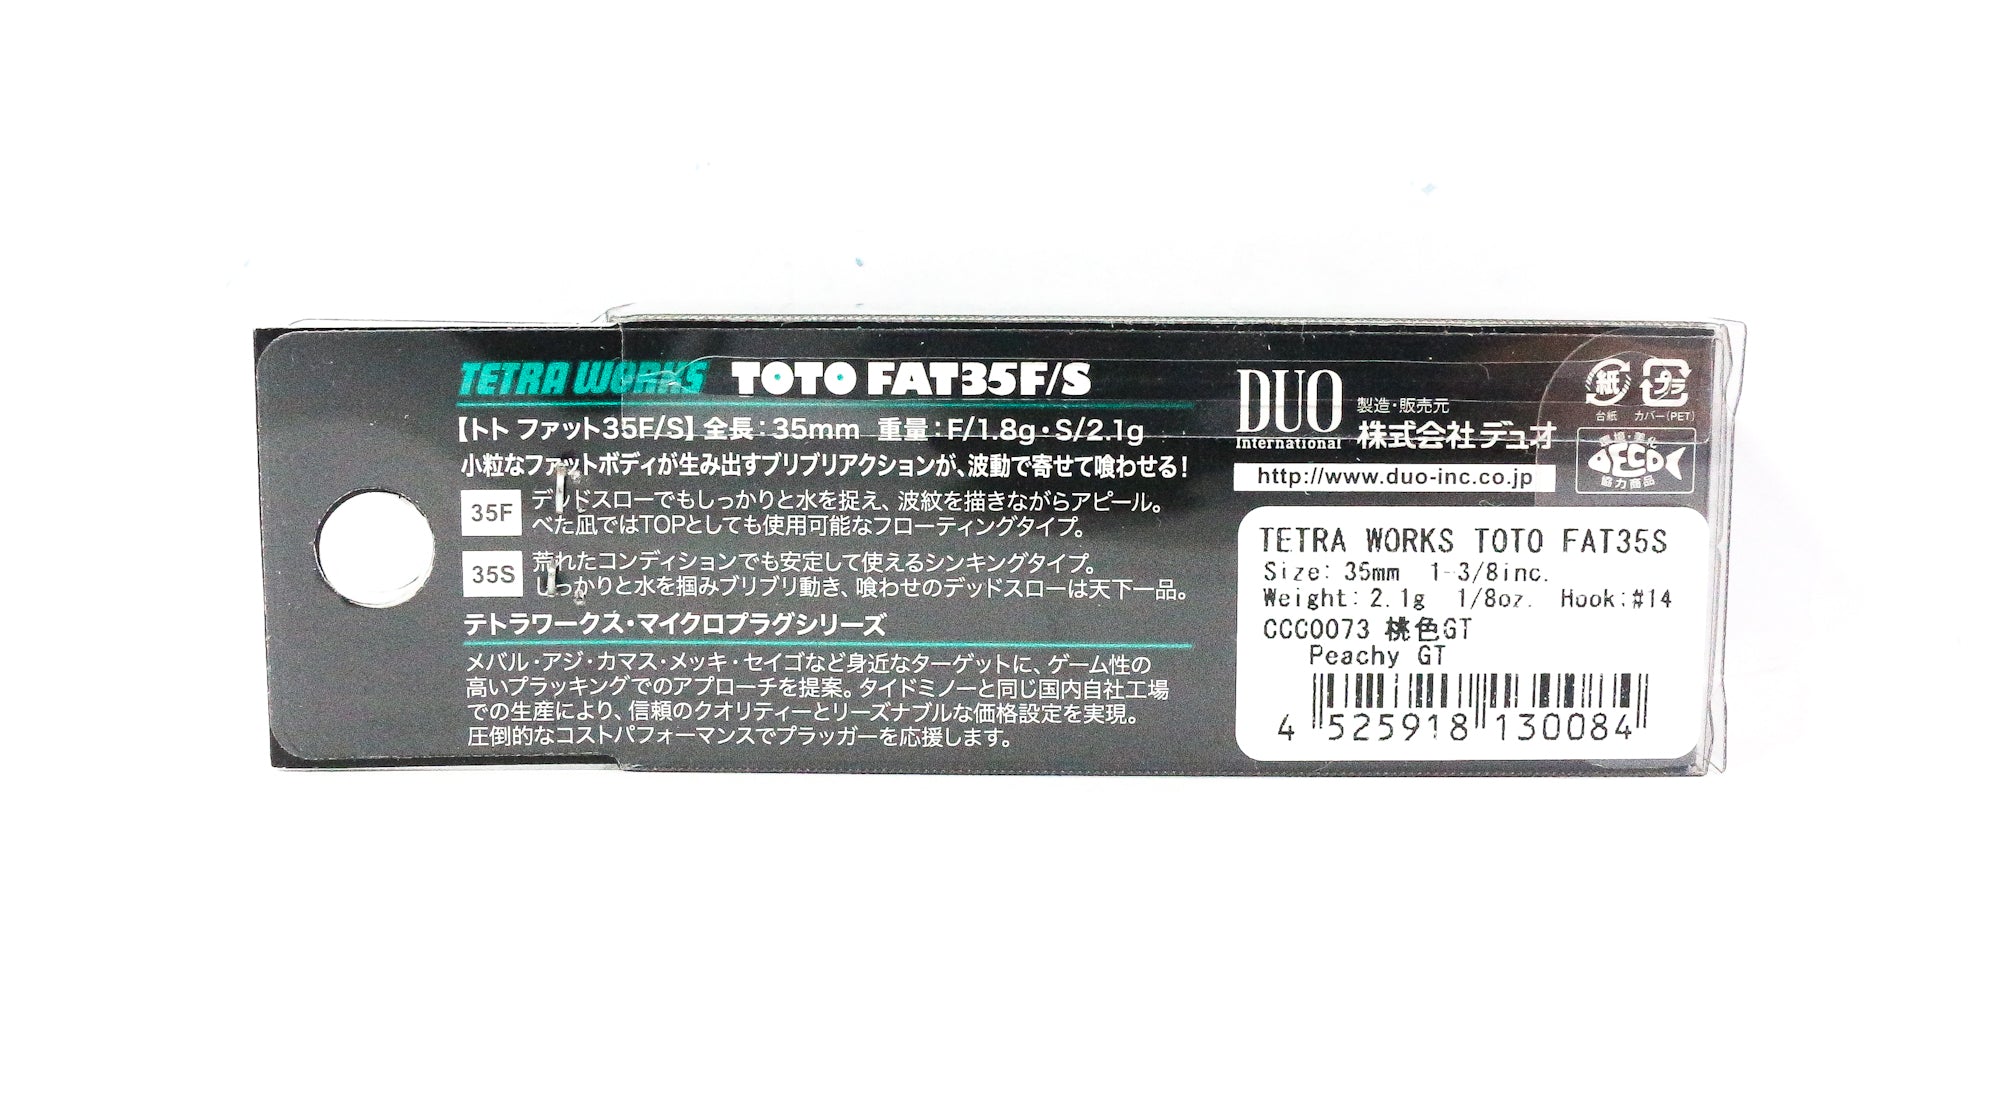 TETRA WORKS TOTO FAT35F/S
【トト ファット35F/S】 全長：35mm 重量：F/1.8g・S/2.1g
小粒なファットボディが生み出すブリブリアクションが、波動で寄せて喰わせる！
35F
デッドスローでもしっかりと水を捉え、波紋を描きながらアピール。
べた凪ではTOPとしても使用可能なフローティングタイプ。
35S
荒れたコンディションでも安定して使えるシンキングタイプ。
しっかりと水を掴みブリブリ動き、喰わせのデッドスローは天下一品。
テトラワークス・マイクロプラグシリーズ
メバル・アジ・カマス・メッキ・セイゴなど身近なターゲットに、ゲーム性の
高いプラッキングでのアプローチを提案。タイドミノーと同じ国内自社工場
での生産により、信頼のクオリティーとリーズナブルな価格設定を実現。
圧倒的なコストパフォーマンスでプラッガーを応援します。
DUO
International
製造・販売元
株式会社デュオ
http://www.duo-inc.co.jp
紙
台紙
プラ
カバー(PET)
環境・美化
DECO
協力商品
TETRA WORKS TOTO FAT35S
Size: 35mm 1-3/8inc.
Weight: 2.1g 1/8oz. Hook:#14
CCC0073 桃色GT
Peachy GT
4 525918 130084